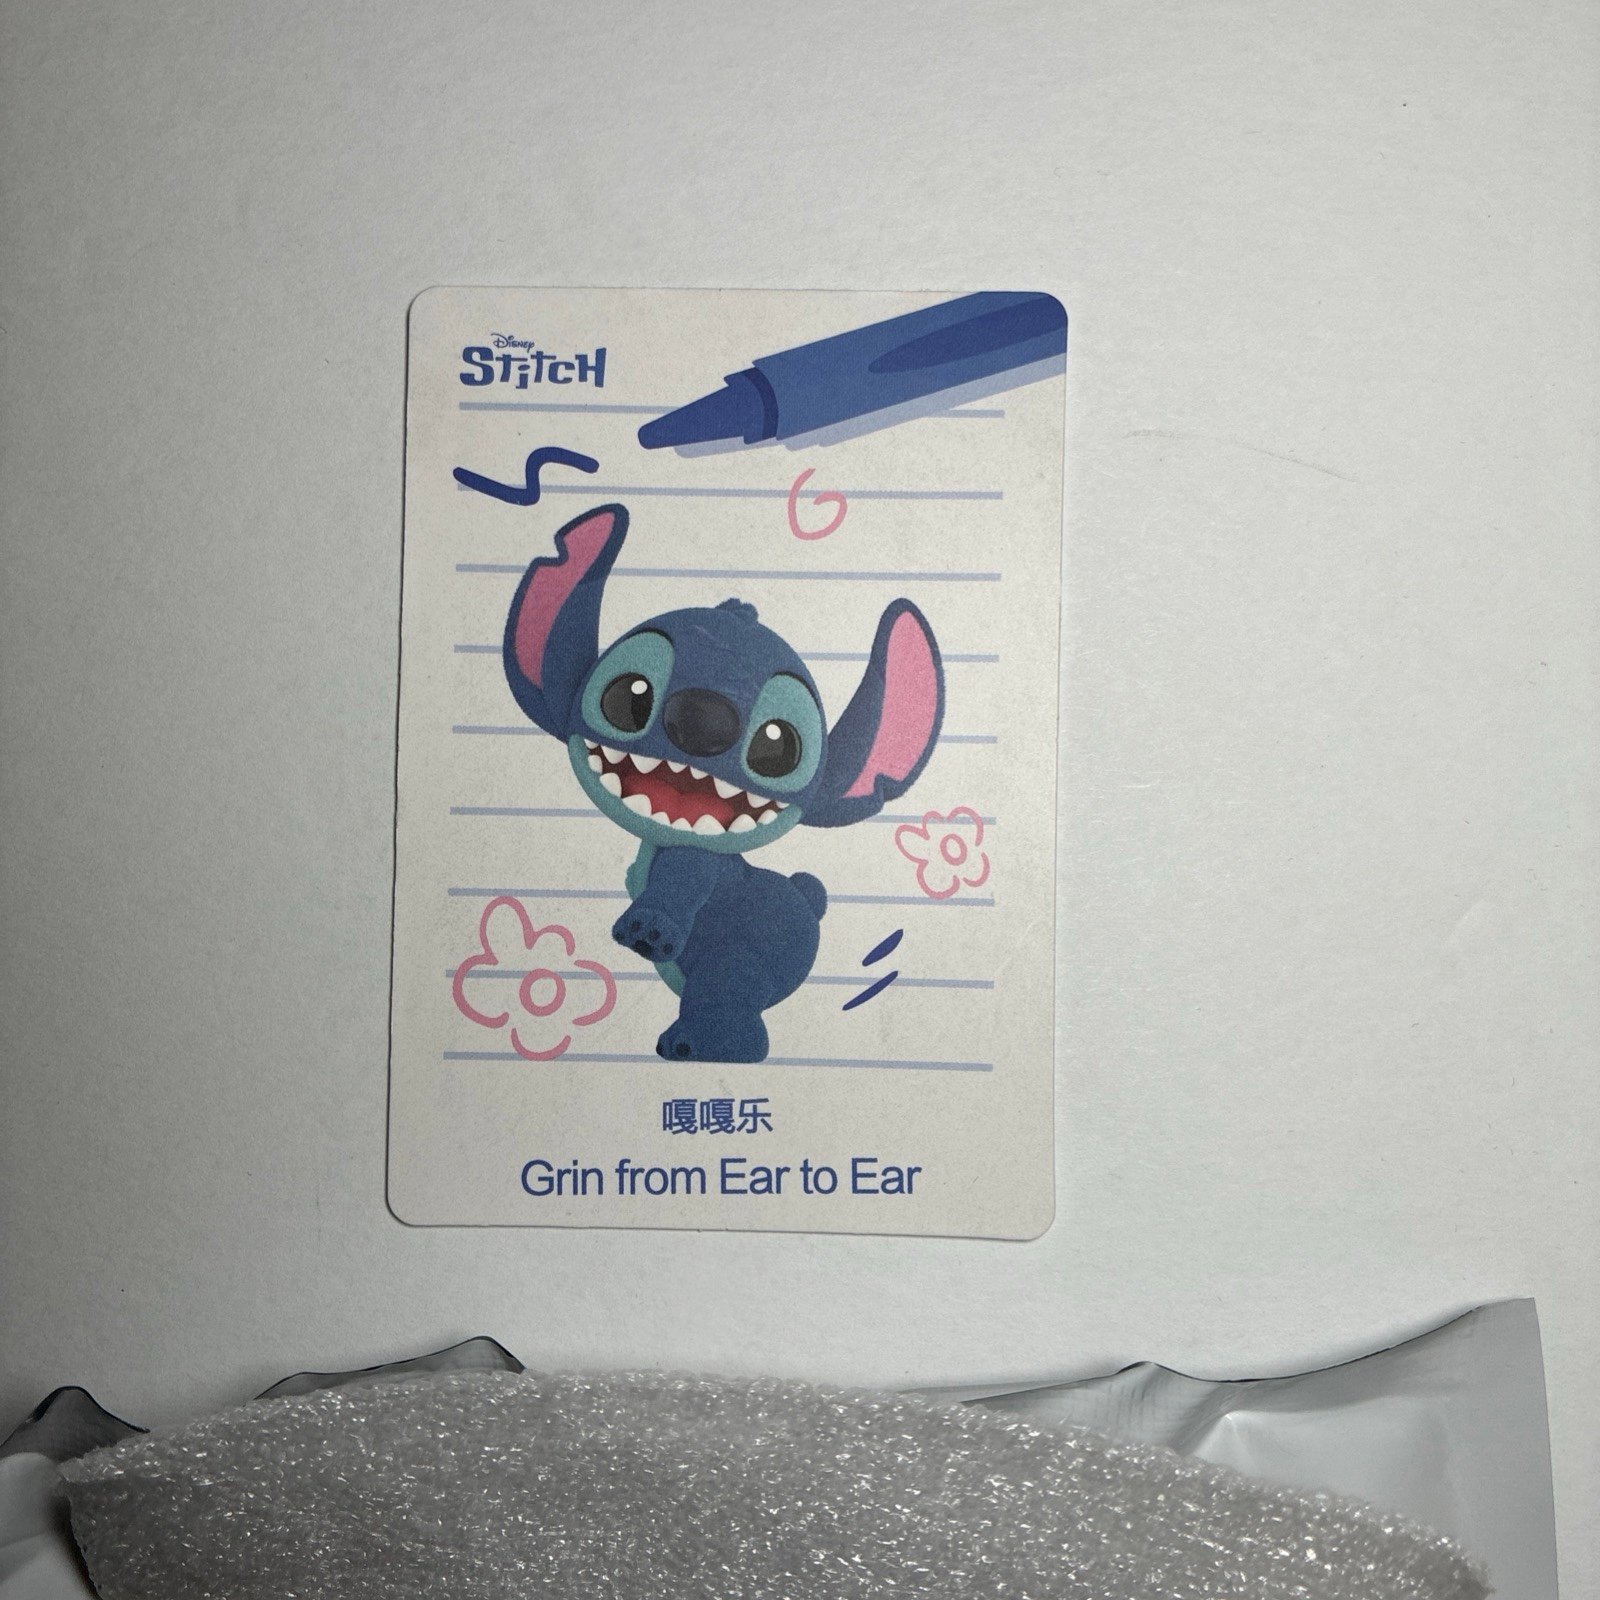 Disney
Stitch
嘎嘎乐
Grin from Ear to Ear